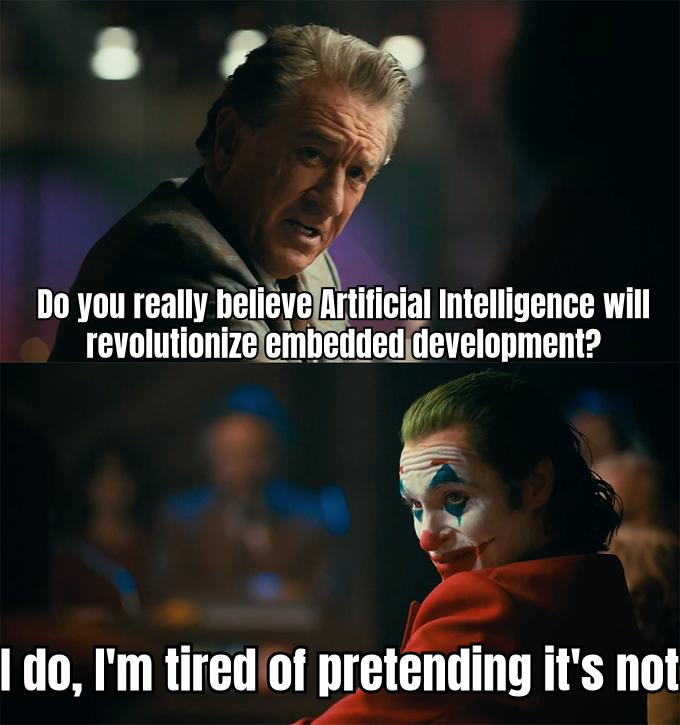 Do you really believe Artificial Intelligence will
revolutionize embedded development?
I do, I'm tired of pretending it's not